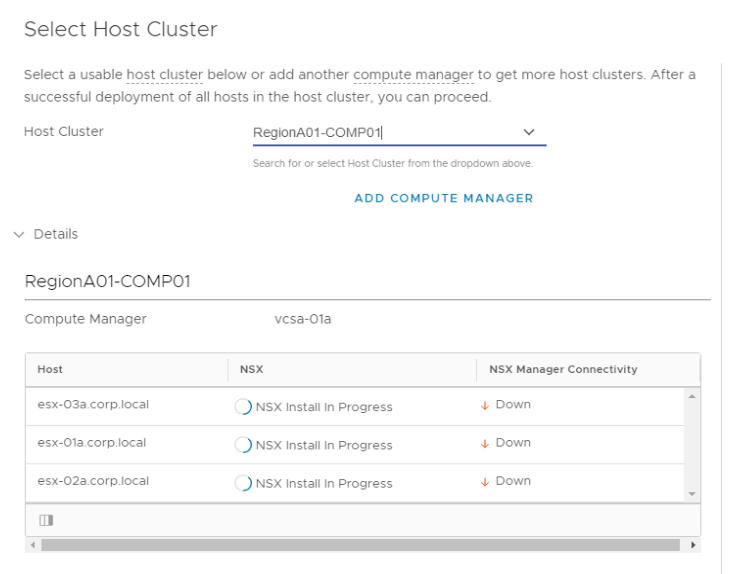 Select Host Cluster
Select a usable host cluster below or add another compute manager to get more host clusters. After a
successful deployment of all hosts in the host cluster, you can proceed.
Host Cluster RegionA01-COMP01
Search for or select Host Cluster from the dropdown above.
ADD COMPUTE MANAGER
Details
RegionA01-COMP01
Compute Manager vcsa-01a
Host NSX NSX Manager Connectivity
esx-03a.corp.local NSX Install In Progress Down
esx-01a.corp.local NSX Install In Progress Down
esx-02a.corp.local NSX Install In Progress Down